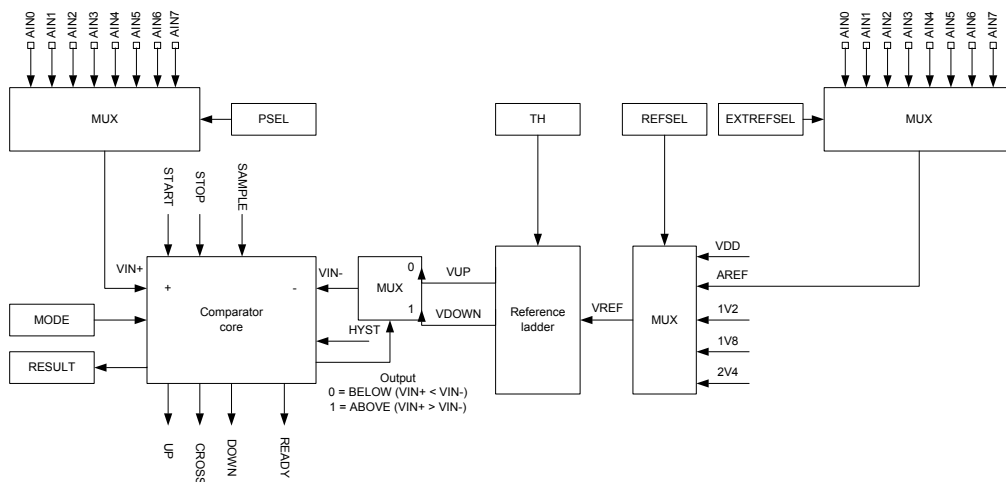 AIN0
AIN1
AIN2
AIN3
AIN4
AIN5
AIN6
AIN7
AIN0
AIN1
AIN2
AIN3
AIN4
AIN5
AIN6
AIN7
MUX
PSEL
TH
REFSEL
EXTREFSEL
MUX
START
STOP
SAMPLE
VIN+
+
-
VIN-
MUX
0
1
VUP
VDOWN
Reference
ladder
VREF
MUX
VDD
AREF
1V2
1V8
2V4
MODE
RESULT
Comparator
core
HYST
Output
0 = BELOW (VIN+ < VIN-)
1 = ABOVE (VIN+ > VIN-)
UP
CROSS
DOWN
READY